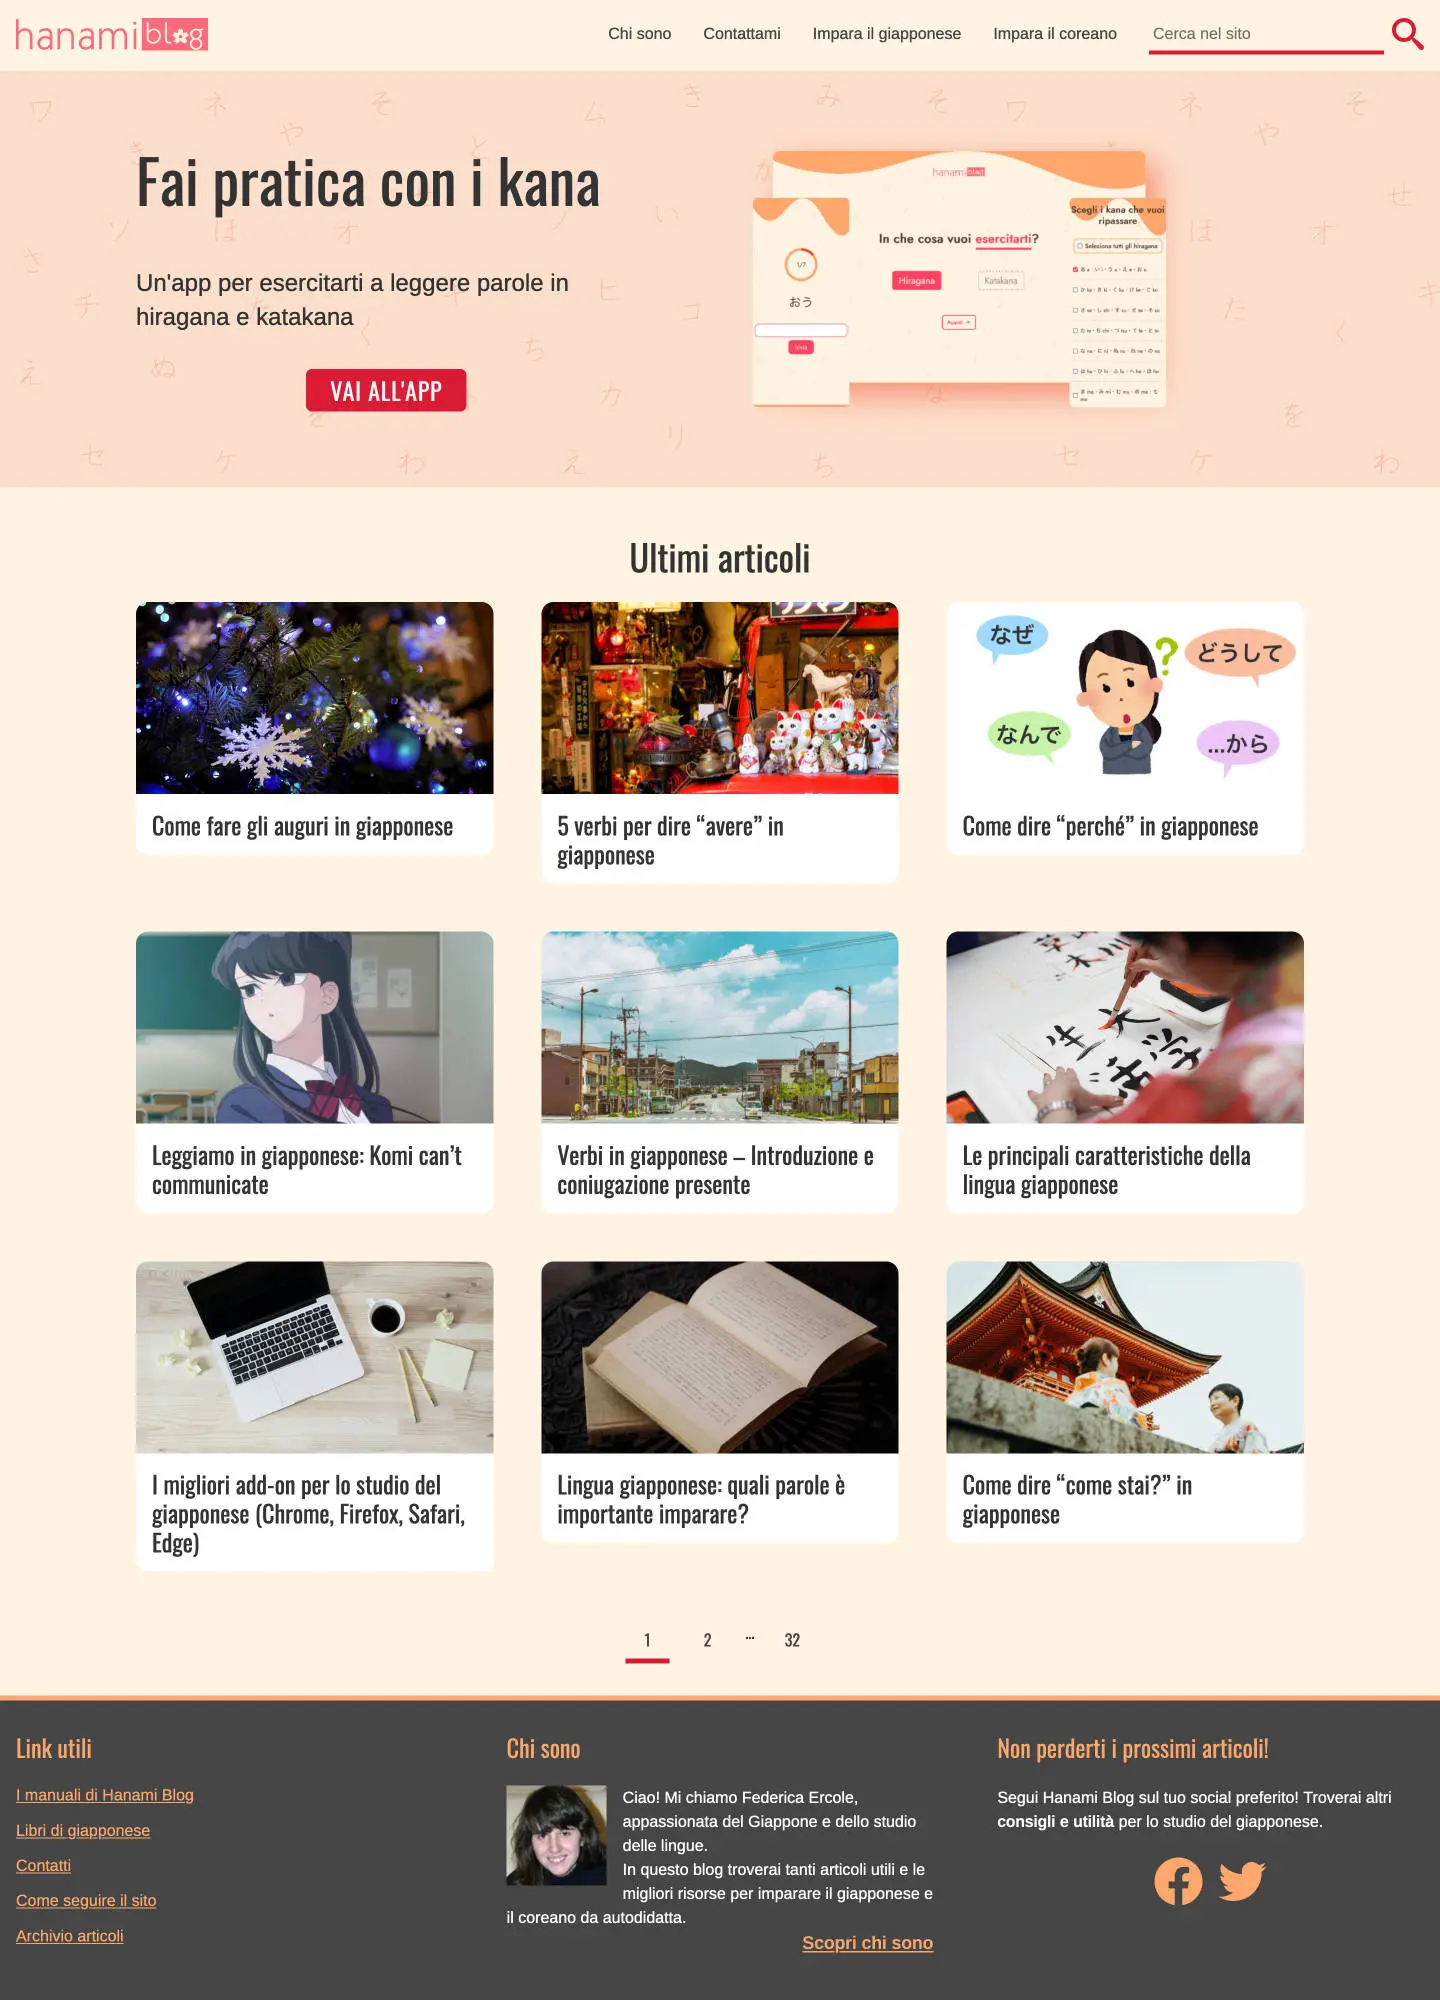 hanami blog
Chi sono
Contattami
Impara il giapponese
Impara il coreano
Cerca nel sito
Fai pratica con i kana
Un'app per esercitarti a leggere parole in
hiragana e katakana
VAI ALL'APP
hanami blog
1/7
おう
Invia
In che cosa vuoi esercitarti?
Hiragana
Katakana
Avanti
Scegli i kana che vuoi
ripassare
Seleziona tutti gli hiragana
Ultimi articoli
Come fare gli auguri in giapponese
5 verbi per dire “avere” in
giapponese
なぜ
どうして
なんで
...から
Come dire “perché” in giapponese
Leggiamo in giapponese: Komi can’t
communicate
Verbi in giapponese – Introduzione e
coniugazione presente
Le principali caratteristiche della
lingua giapponese
I migliori add-on per lo studio del
giapponese (Chrome, Firefox, Safari,
Edge)
Lingua giapponese: quali parole è
importante imparare?
Come dire “come stai?” in
giapponese
1
2
...
32
Link utili
I manuali di Hanami Blog
Libri di giapponese
Contatti
Come seguire il sito
Archivio articoli
Chi sono
Ciao! Mi chiamo Federica Ercole,
appassionata del Giappone e dello studio
delle lingue.
In questo blog troverai tanti articoli utili e le
migliori risorse per imparare il giapponese e
il coreano da autodidatta.
Scopri chi sono
Non perderti i prossimi articoli!
Segui Hanami Blog sul tuo social preferito! Troverai altri
consigli e utilità per lo studio del giapponese.